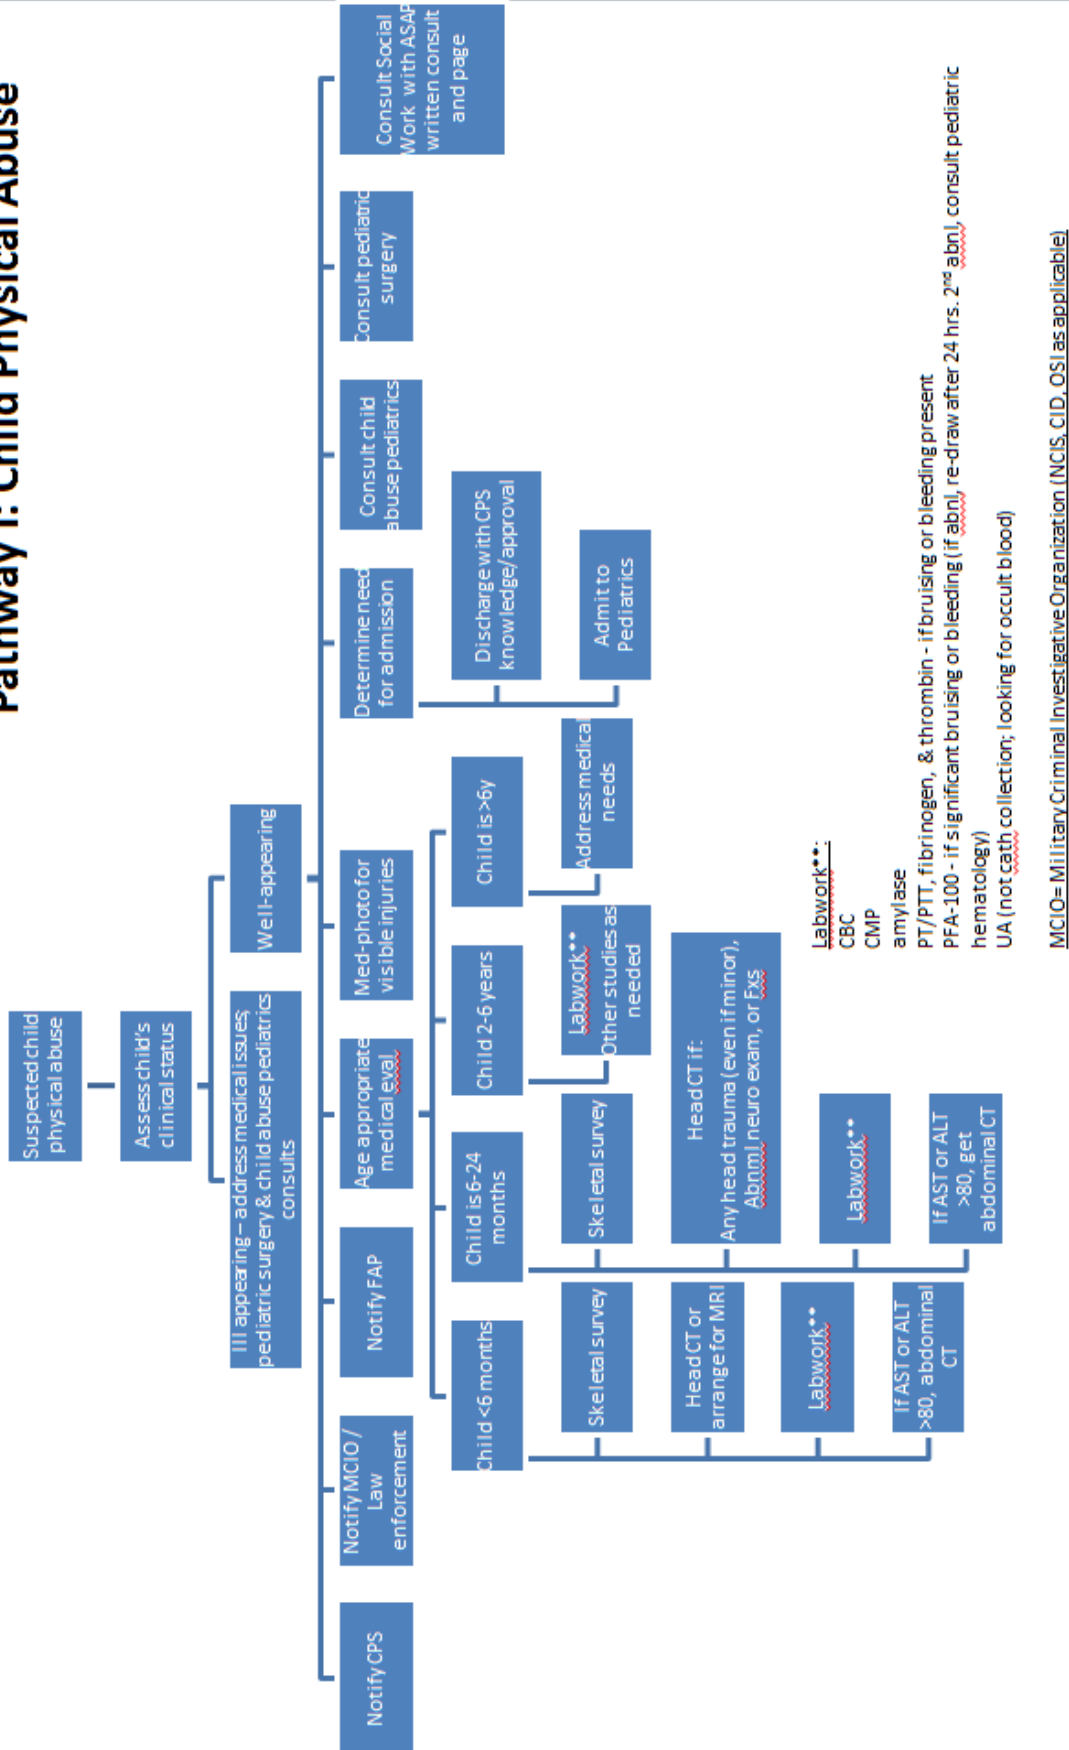 Pathway 1: Child Physical Abuse
Suspected child
physical abuse
Assess child's
clinical status
Ill appearing – address medical issues;
pediatric surgery & child abuse pediatrics
consults
Well-appearing
Notify CPS
Notify MCIO /
Law
enforcement
Notify FAP
Age appropriate
medical eval
Med-photo for
visible injuries
Determine need
for admission
Consult child
abuse pediatrics
Consult pediatric
surgery
Consult Social
Work with ASAP
written consult
and page
Child <6 months
Skeletal survey
Head CT or
arrange for MRI
Labwork**
If AST or ALT
>80, abdominal
CT
Child is 6-24
months
Skeletal survey
Head CT if:
Any head trauma (even if minor),
Abnml neuro exam, or Fxs
Labwork**
If AST or ALT
>80, get
abdominal CT
Child 2-6 years
Labwork**
Other studies as
needed
Child is >6y
Address medical
needs
Discharge with CPS
knowledge/approval
Admit to
Pediatrics
Labwork**:
CBC
CMP
amylase
PT/PTT, fibrinogen, & thrombin - if bruising or bleeding present
PFA-100 - if significant bruising or bleeding (if abnl, re-draw after 24 hrs. 2nd abnl, consult pediatric
hematology)
UA (not cath collection; looking for occult blood)
MCIO= Military Criminal Investigative Organization (NCIS, CID, OSI as applicable)